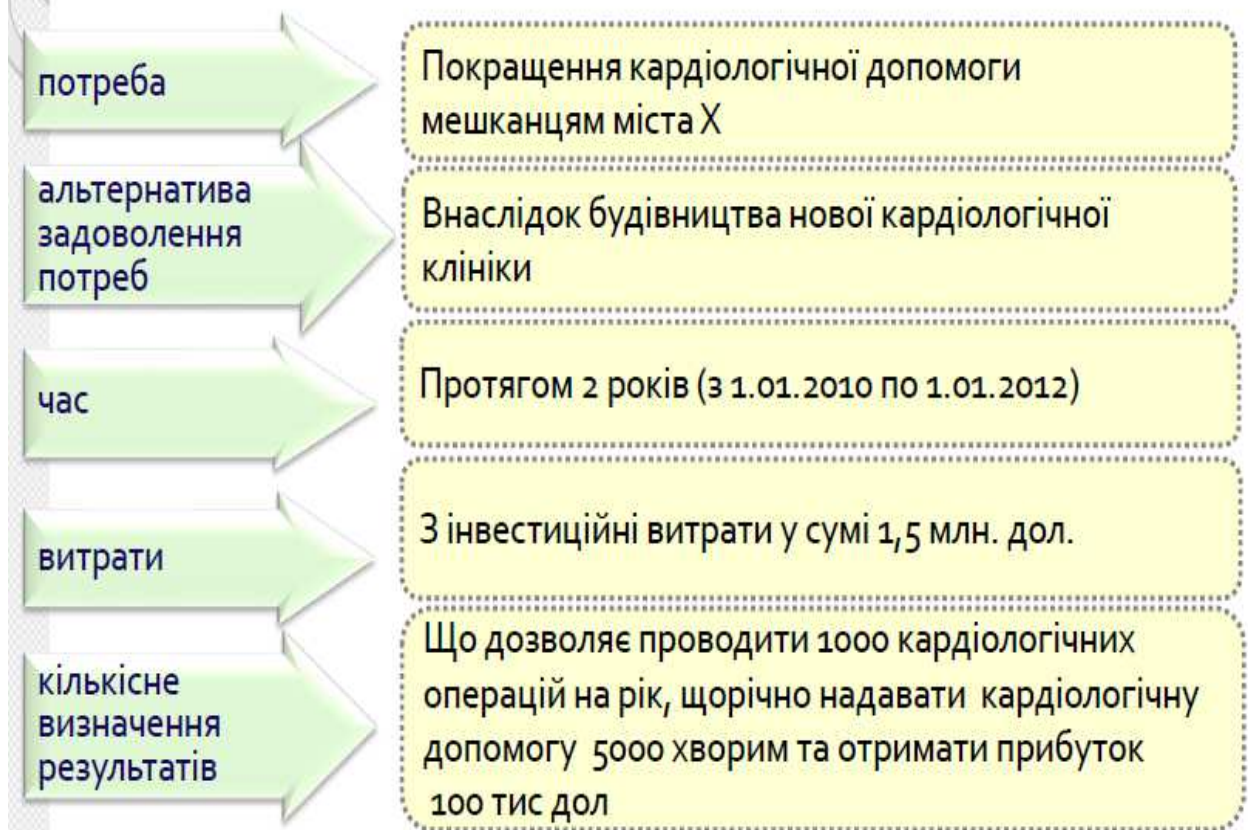 потреба
Покращення кардіологічної допомоги
мешканцям міста Х
альтернатива
задоволення
потреб
Внаслідок будівництва нової кардіологічної
клініки
час
Протягом 2 років (з 1.01.2010 по 1.01.2012)
витрати
З інвестиційні витрати у сумі 1,5 млн. дол.
кількісне
визначення
результатів
Що дозволяє проводити 1000 кардіологічних
операцій на рік, щорічно надавати кардіологічну
допомогу 5000 хворим та отримати прибуток
100 тис дол